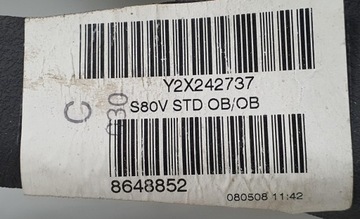 Y2X242737
S80V STD OB/OB
C
030
8648852
080508 11:42